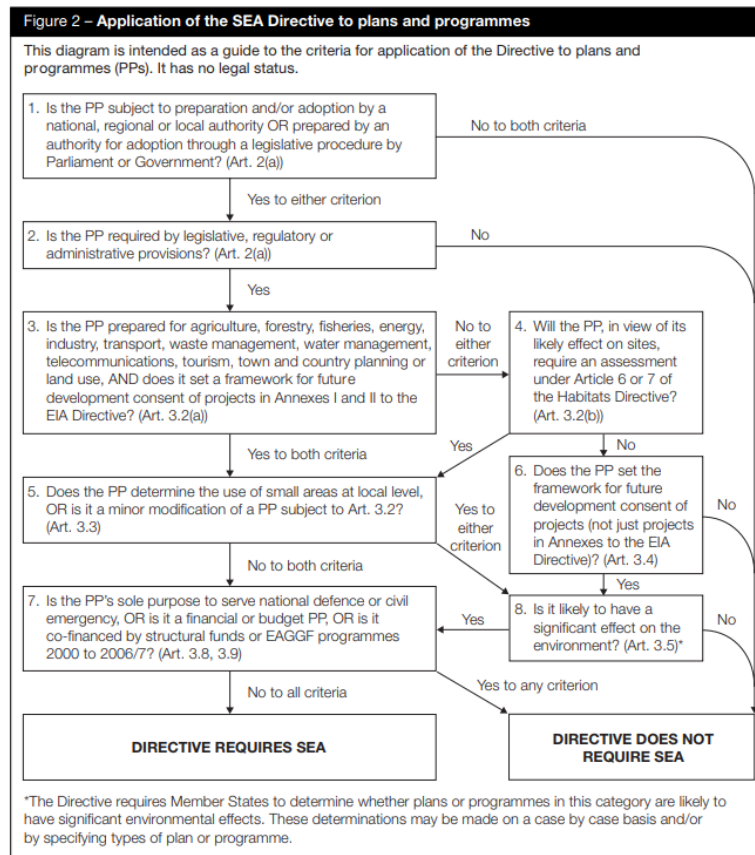 Figure 2 – Application of the SEA Directive to plans and programmes
This diagram is intended as a guide to the criteria for application of the Directive to plans and
programmes (PPs). It has no legal status.
1. Is the PP subject to preparation and/or adoption by a
national, regional or local authority OR prepared by an
authority for adoption through a legislative procedure by
Parliament or Government? (Art. 2(a))
No to both criteria
Yes to either criterion
2. Is the PP required by legislative, regulatory or
administrative provisions? (Art. 2(a))
No
Yes
3. Is the PP prepared for agriculture, forestry, fisheries, energy,
industry, transport, waste management, water management,
telecommunications, tourism, town and country planning or
land use, AND does it set a framework for future
development consent of projects in Annexes I and II to the
EIA Directive? (Art. 3.2(a))
No to
either
criterion
4. Will the PP, in view of its
likely effect on sites,
require an assessment
under Article 6 or 7 of
the Habitats Directive?
(Art. 3.2(b))
Yes to both criteria
Yes
No
5. Does the PP determine the use of small areas at local level,
OR is it a minor modification of a PP subject to Art. 3.2?
(Art. 3.3)
Yes to
either
criterion
6. Does the PP set the
framework for future
development consent of
projects (not just projects
in Annexes to the EIA
Directive)? (Art. 3.4)
No
No to both criteria
Yes
7. Is the PP's sole purpose to serve national defence or civil
emergency, OR is it a financial or budget PP, OR is it
co-financed by structural funds or EAGGF programmes
2000 to 2006/7? (Art. 3.8, 3.9)
Yes
8. Is it likely to have a
significant effect on the
environment? (Art. 3.5)*
No
No to all criteria
Yes to any criterion
DIRECTIVE REQUIRES SEA
DIRECTIVE DOES NOT
REQUIRE SEA
*The Directive requires Member States to determine whether plans or programmes in this category are likely to
have significant environmental effects. These determinations may be made on a case by case basis and/or
by specifying types of plan or programme.